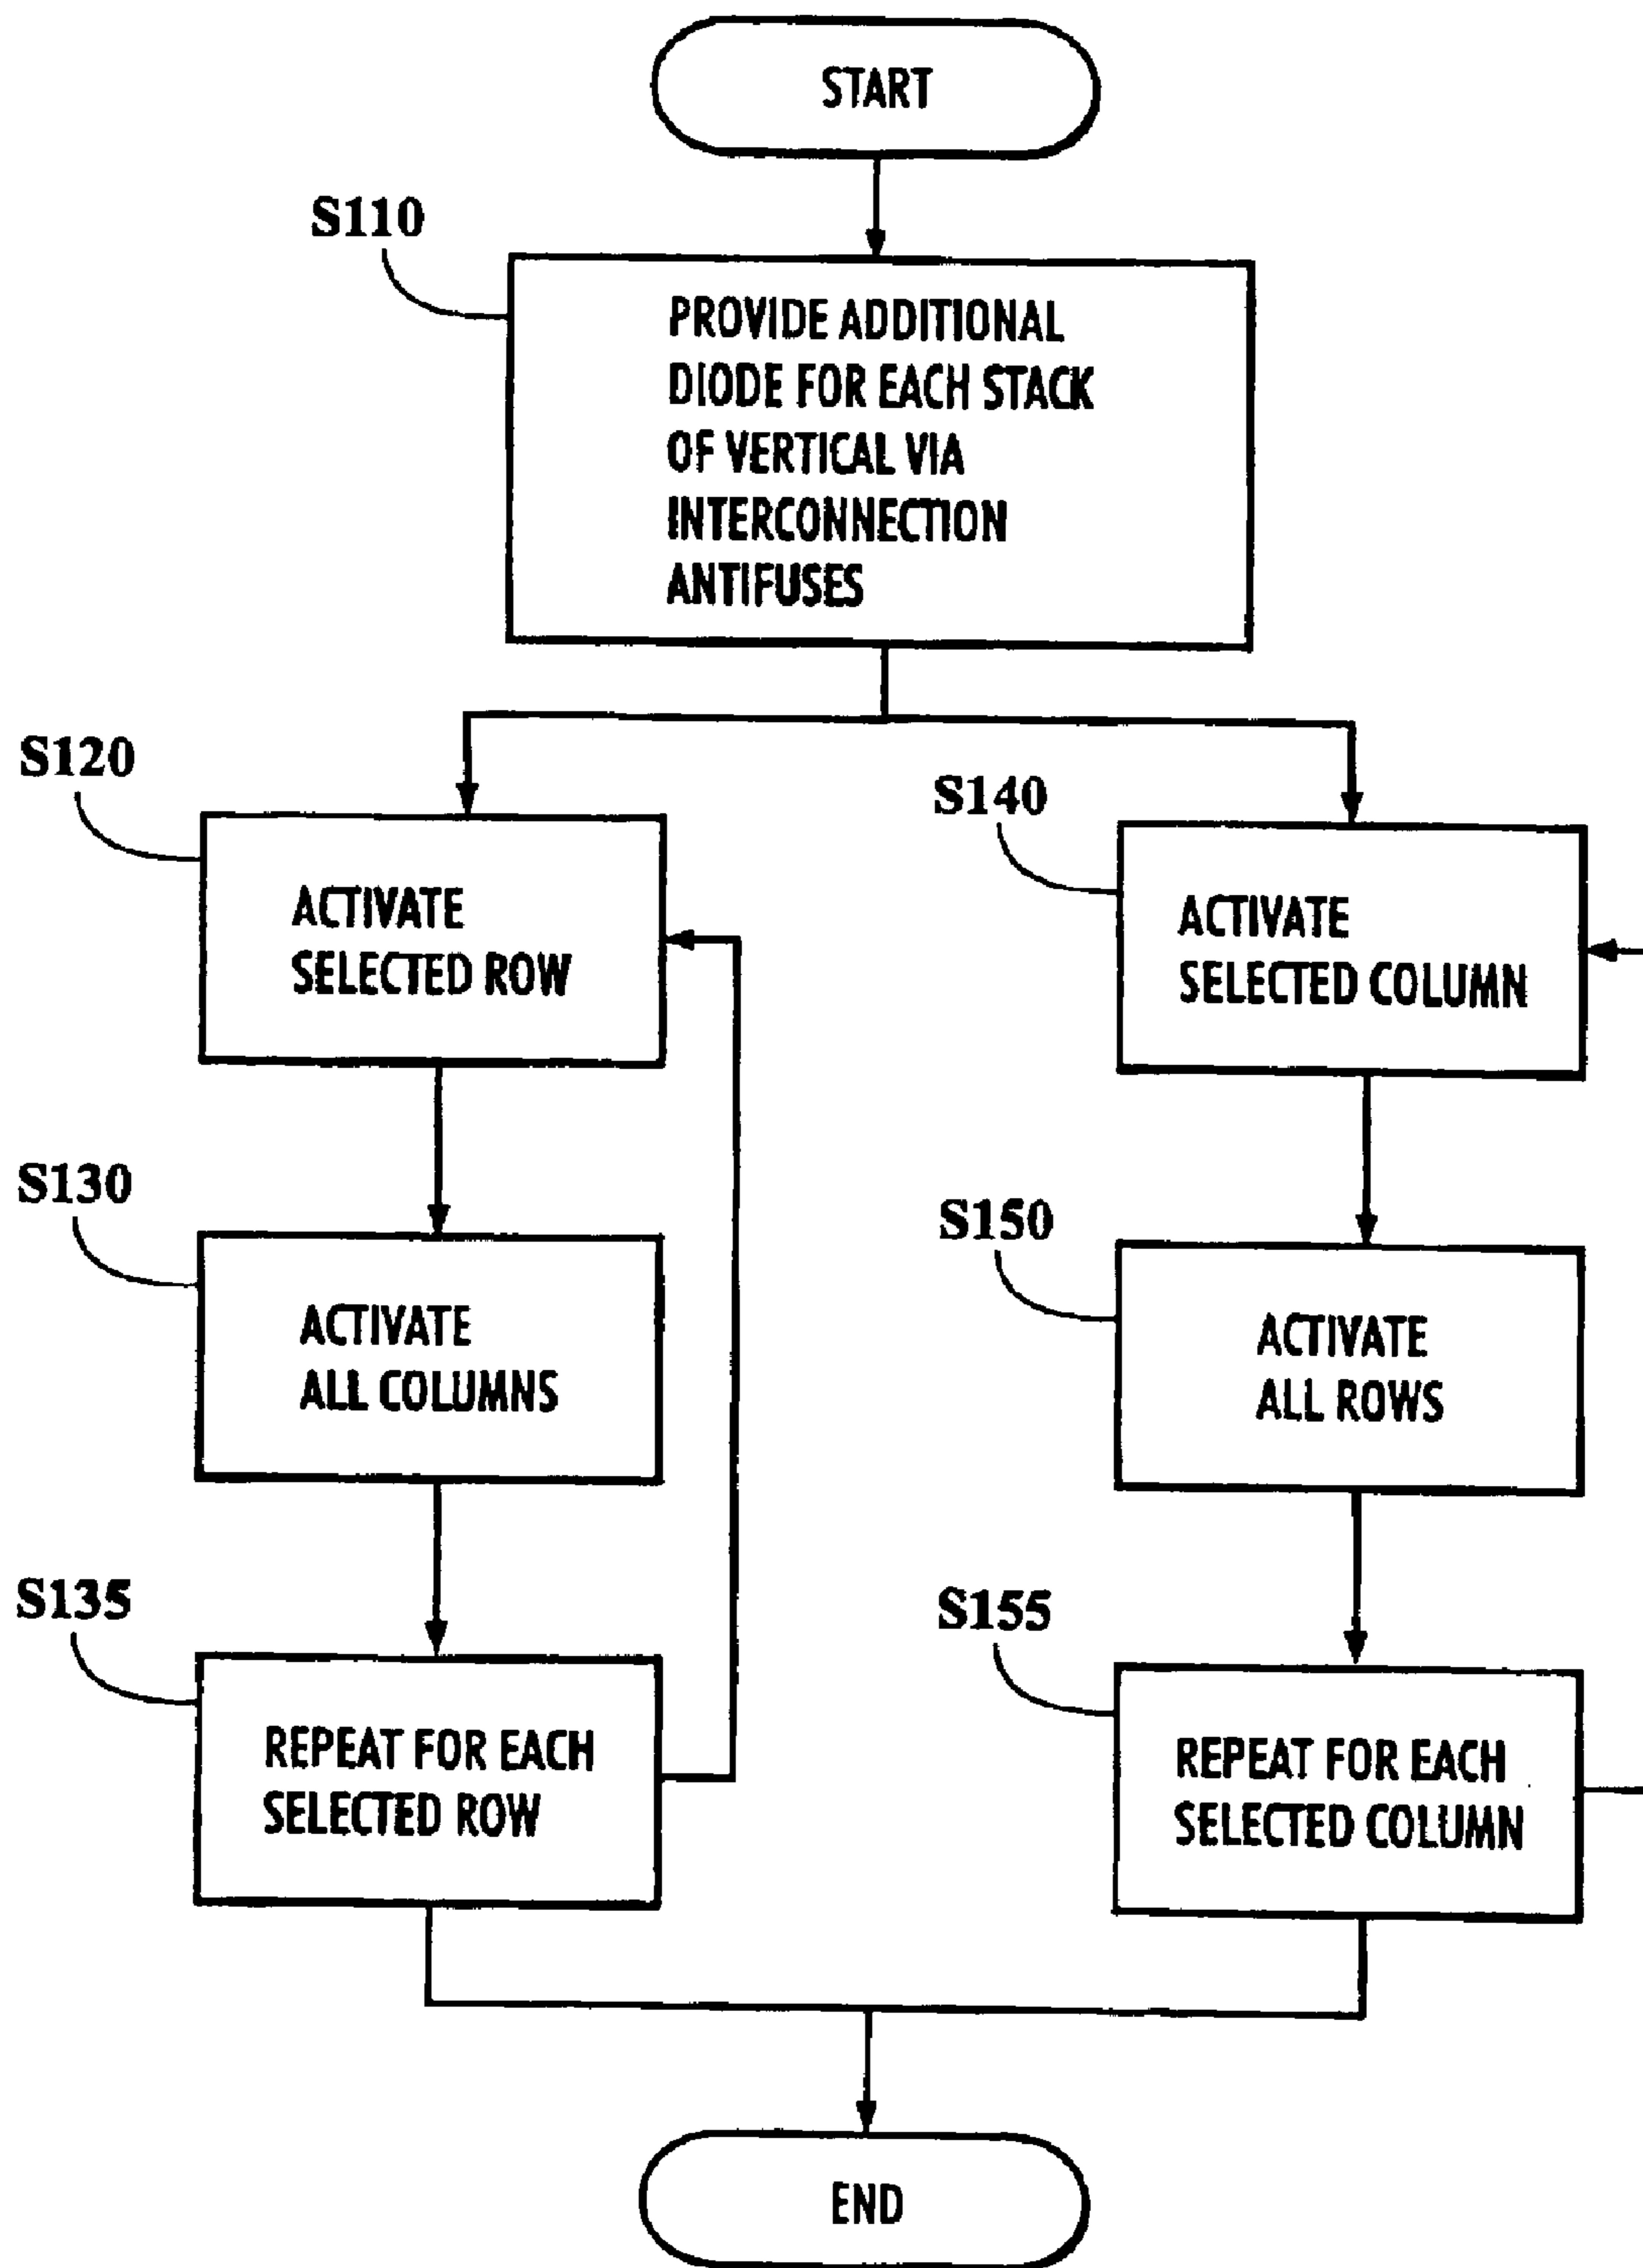 START
S110
PROVIDE ADDITIONAL
DIODE FOR EACH STACK
OF VERTICAL VIA
INTERCONNECTION
ANTIFUSES
S120
ACTIVATE
SELECTED ROW
S130
ACTIVATE
ALL COLUMNS
S135
REPEAT FOR EACH
SELECTED ROW
S140
ACTIVATE
SELECTED COLUMN
S150
ACTIVATE
ALL ROWS
S155
REPEAT FOR EACH
SELECTED COLUMN
END